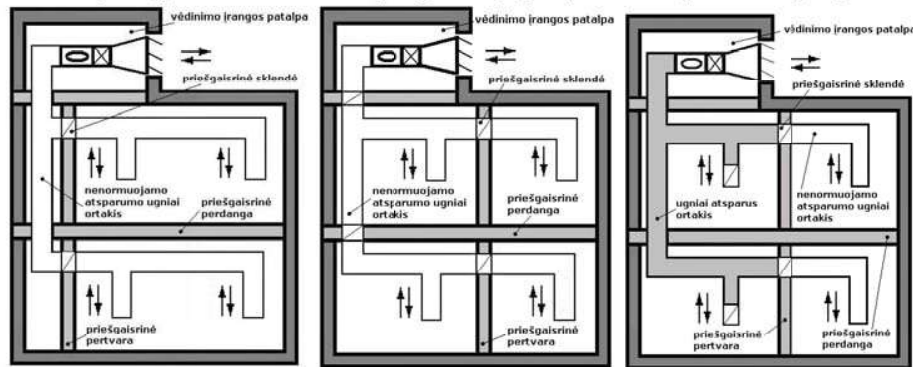 vėdinimo įrangos patalpa
priešgaisrinė sklendė
nenormuojamo
atsparumo ugniai
ortakis
priešgaisrinė
perdanga
priešgaisrinė
pertvara
vėdinimo įrangos patalpa
priešgaisrinė sklendė
nenormuojamo
atsparumo ugniai
ortakis
priešgaisrinė
perdanga
priešgaisrinė
pertvara
vėdinimo įrangos patalpa
priešgaisrinė sklendė
ugniai atsparus
ortakis
nenormuojamo
atsparumo ugniai
ortakis
priešgaisrinė
pertvara
priešgaisrinė
perdanga